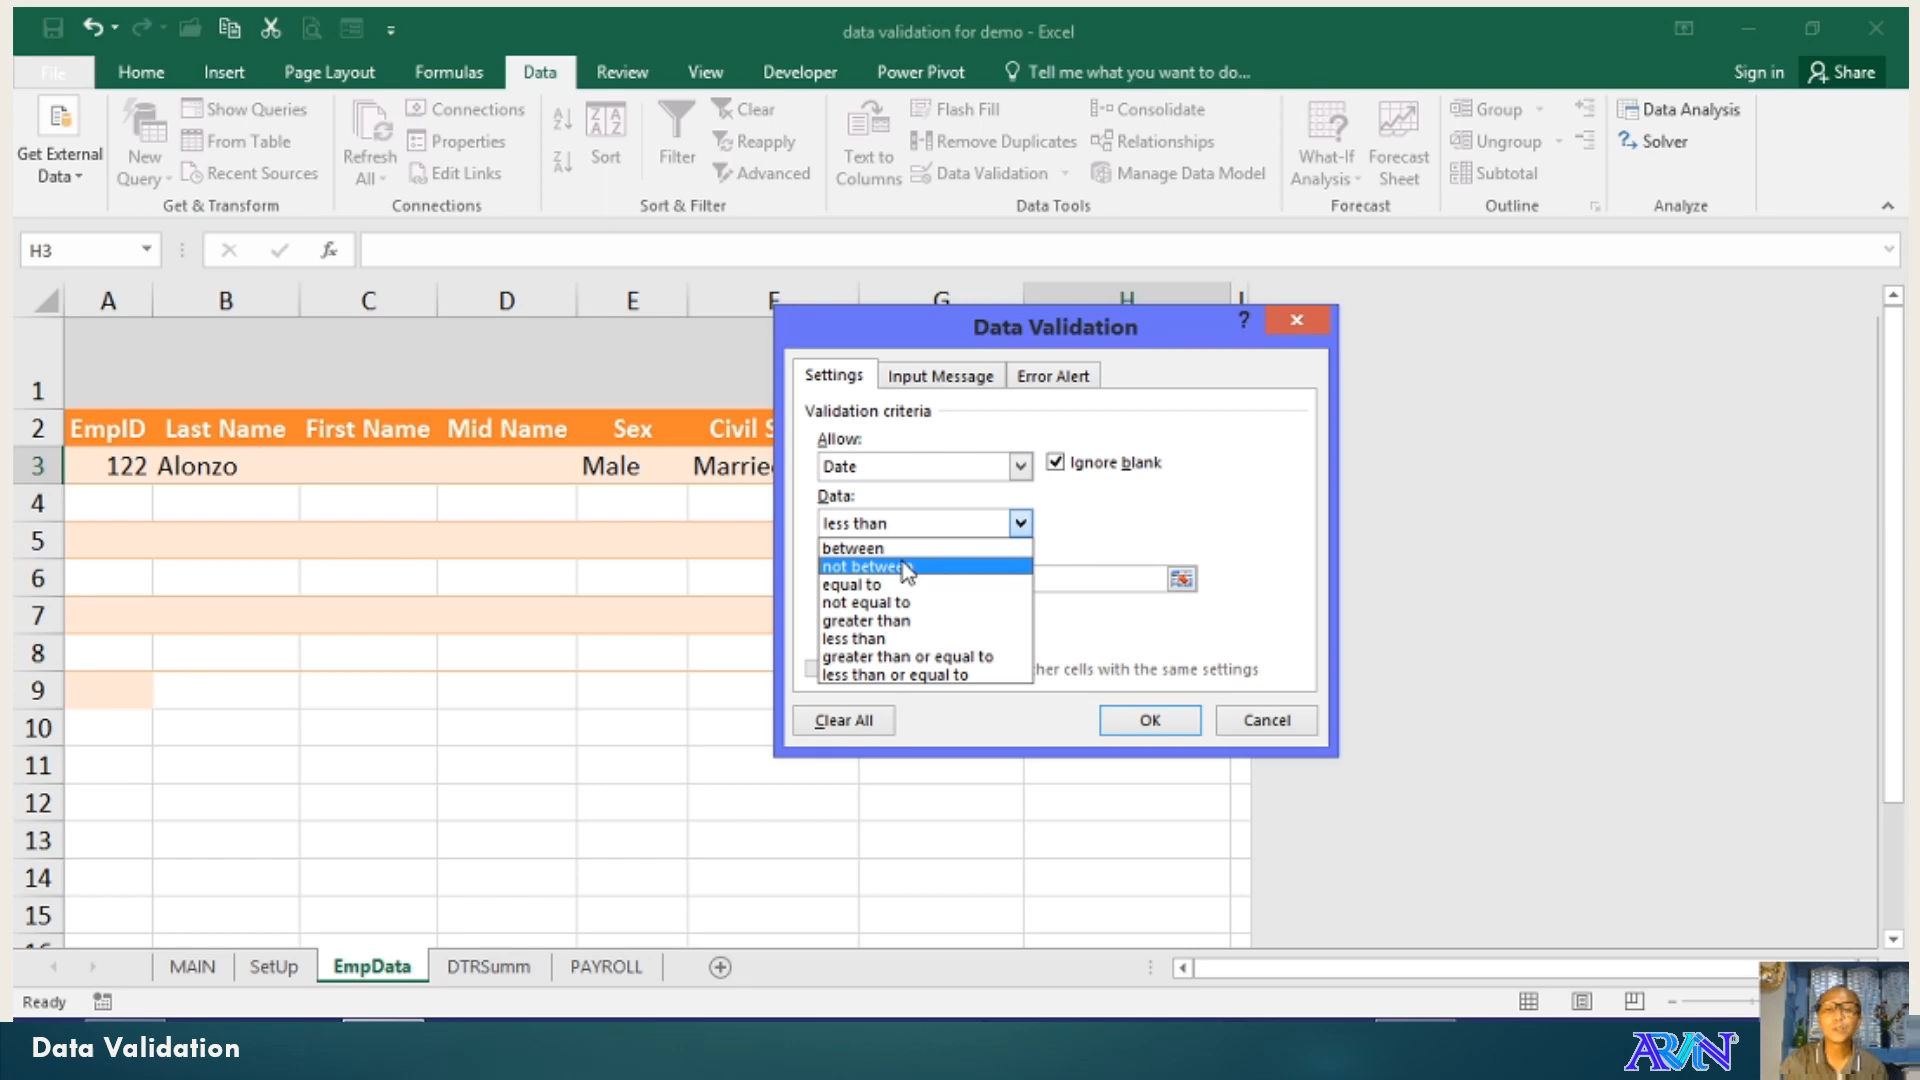 data validation for demo - Excel
File Home Insert Page Layout Formulas Data Review View Developer Power Pivot Tell me what you want to do... Sign in Share
Get External Data
New Query
Show Queries
From Table
Recent Sources
Get & Transform
Refresh All
Connections
Properties
Edit Links
Connections
Sort
Filter
Clear
Reapply
Advanced
Sort & Filter
Text to Columns
Flash Fill
Remove Duplicates
Data Validation
Consolidate
Relationships
Manage Data Model
Data Tools
What-If Analysis
Forecast Sheet
Forecast
Group
Ungroup
Subtotal
Outline
Data Analysis
Solver
Analyze
H3
fx
A B C D E F G H I
1
2 EmpID Last Name First Name Mid Name Sex Civil S
3 122 Alonzo Male Marrie
4
5
6
7
8
9
10
11
12
13
14
15
16
Data Validation ?
Settings Input Message Error Alert
Validation criteria
Allow:
Date
Ignore blank
Data:
less than
between
not between
equal to
not equal to
greater than
less than
greater than or equal to
less than or equal to
her cells with the same settings
Clear All OK Cancel
MAIN SetUp EmpData DTRSumm PAYROLL
Ready
Data Validation
ARVIN